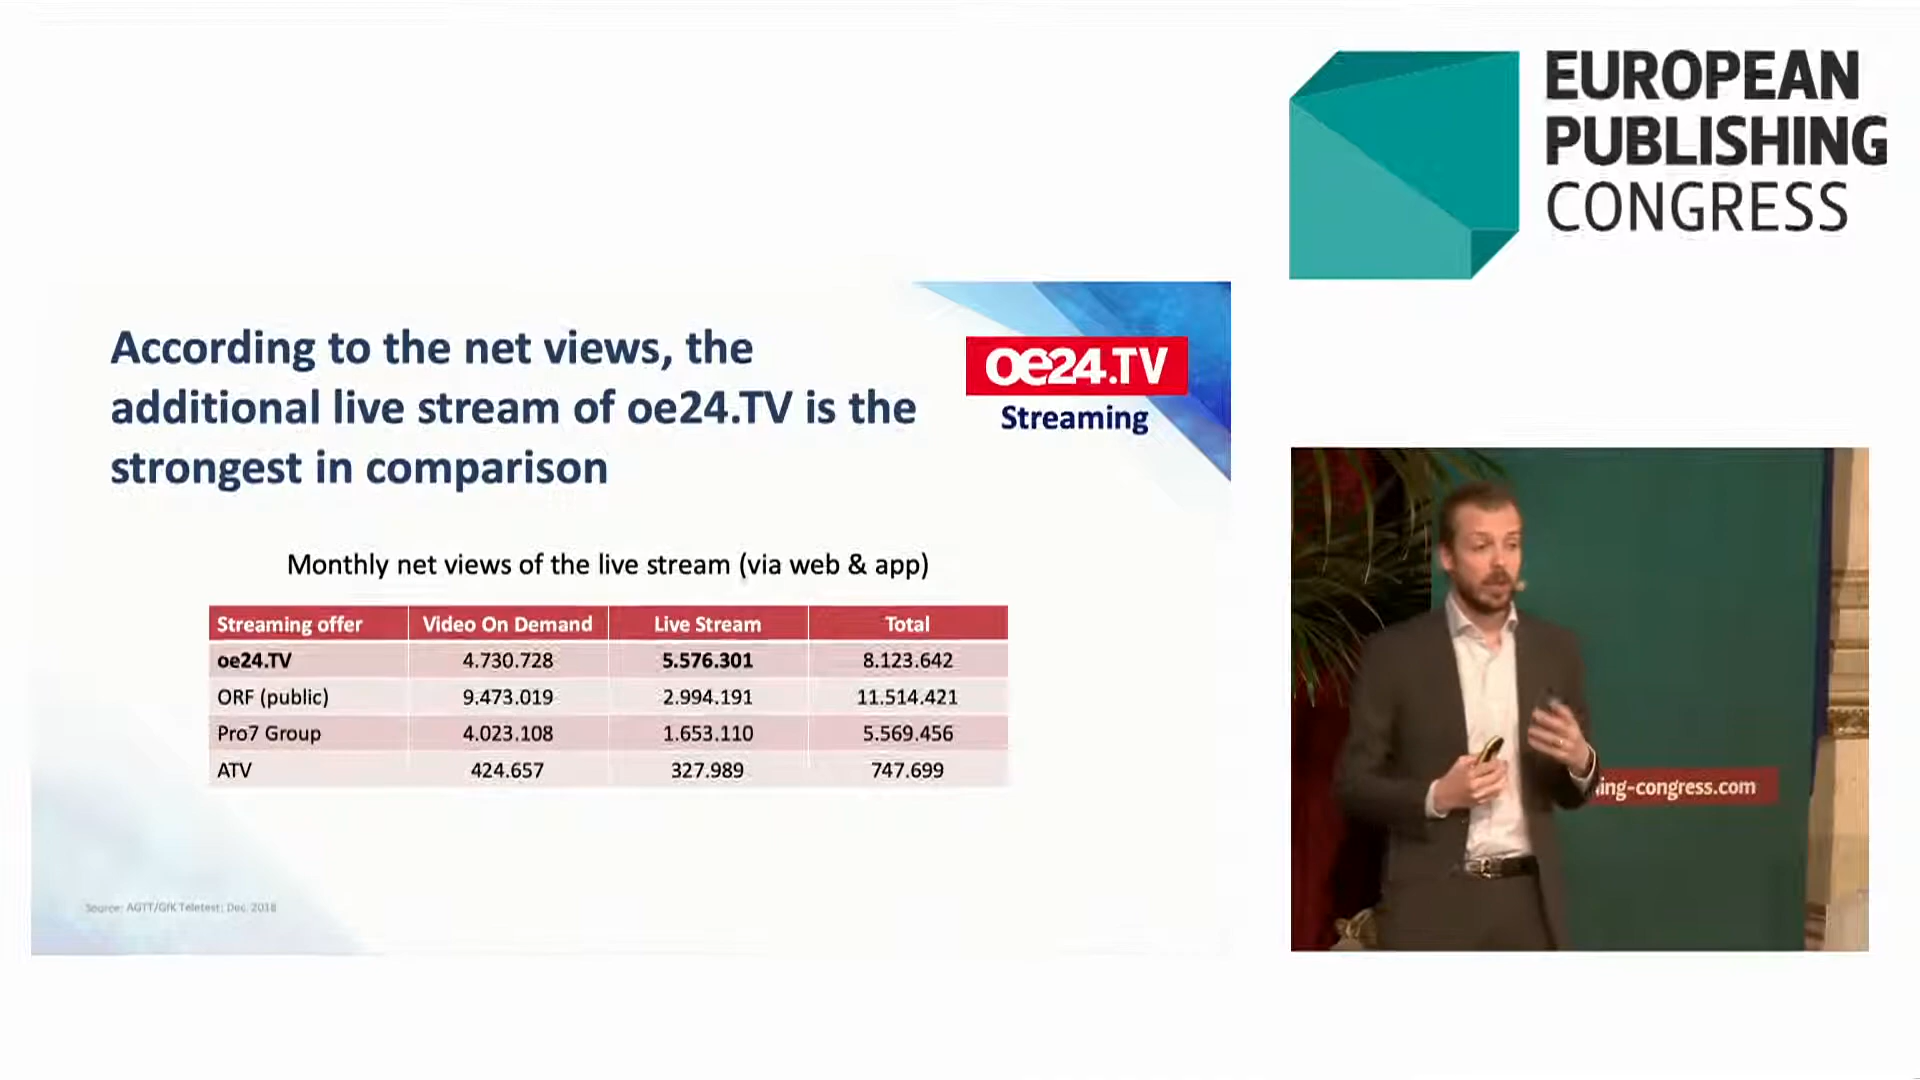 EUROPEAN
PUBLISHING
CONGRESS
According to the net views, the
additional live stream of oe24.TV is the
strongest in comparison
oe24.TV
Streaming
Monthly net views of the live stream (via web & app)
Streaming offer Video On Demand Live Stream Total
oe24.TV 4.730.728 5.576.301 8.123.642
ORF (public) 9.473.019 2.994.191 11.514.421
Pro7 Group 4.023.108 1.653.110 5.569.456
ATV 424.657 327.989 747.699
Source: AGTT/GfK Teletest; Dec. 2018
ing-congress.com